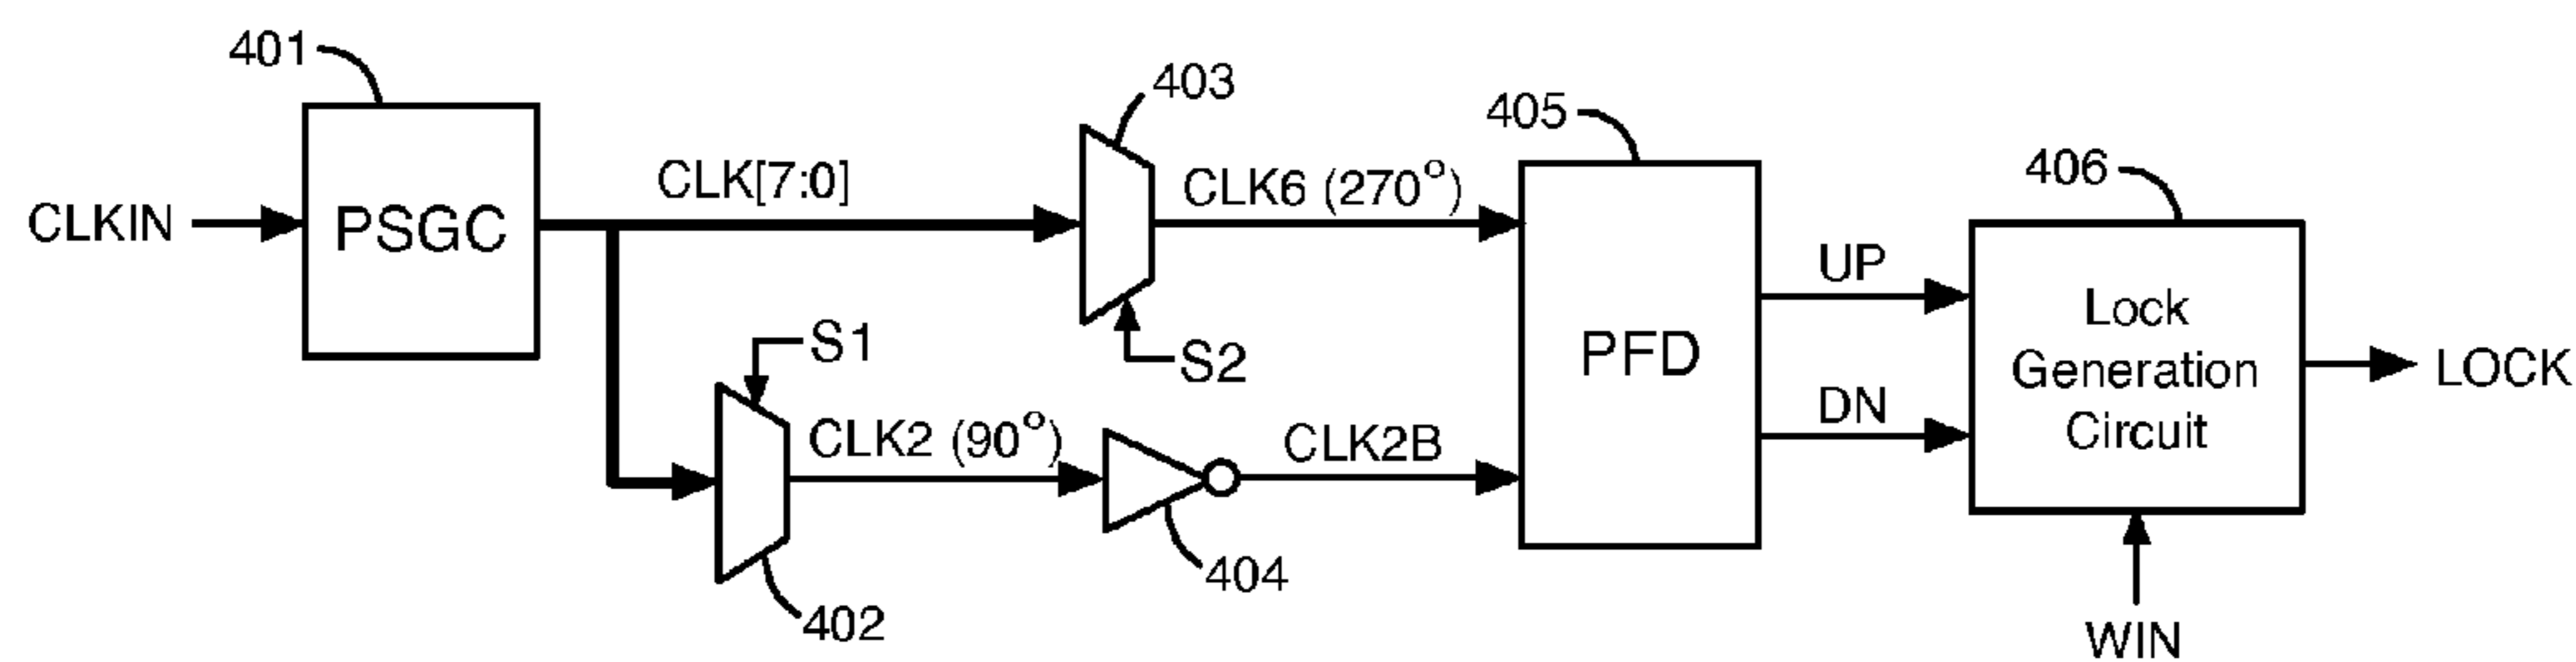 401
403
405
406
CLKIN
PSGC
CLK[7:0]
CLK6 (270°)
UP
Lock
Generation
Circuit
LOCK
S1
S2
PFD
DN
CLK2 (90°)
CLK2B
404
402
WIN